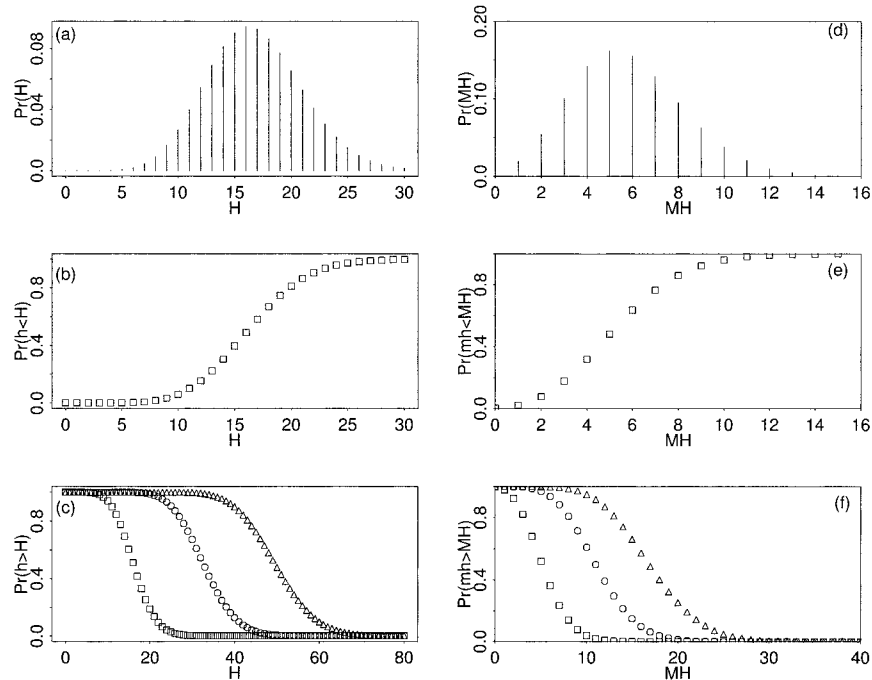 (a)
Pr(H)
0.0 0.04 0.08
0 5 10 15 20 25 30
H
(d)
Pr(MH)
0.0 0.10 0.20
0 2 4 6 8 10 12 14 16
MH
(b)
Pr(h<H)
0.0 0.4 0.8
0 5 10 15 20 25 30
H
(e)
Pr(mh<MH)
0.0 0.4 0.8
0 2 4 6 8 10 12 14 16
MH
(c)
Pr(h>H)
0.0 0.4 0.8
0 20 40 60 80
H
(f)
Pr(mh>MH)
0.0 0.4 0.8
0 10 20 30 40
MH